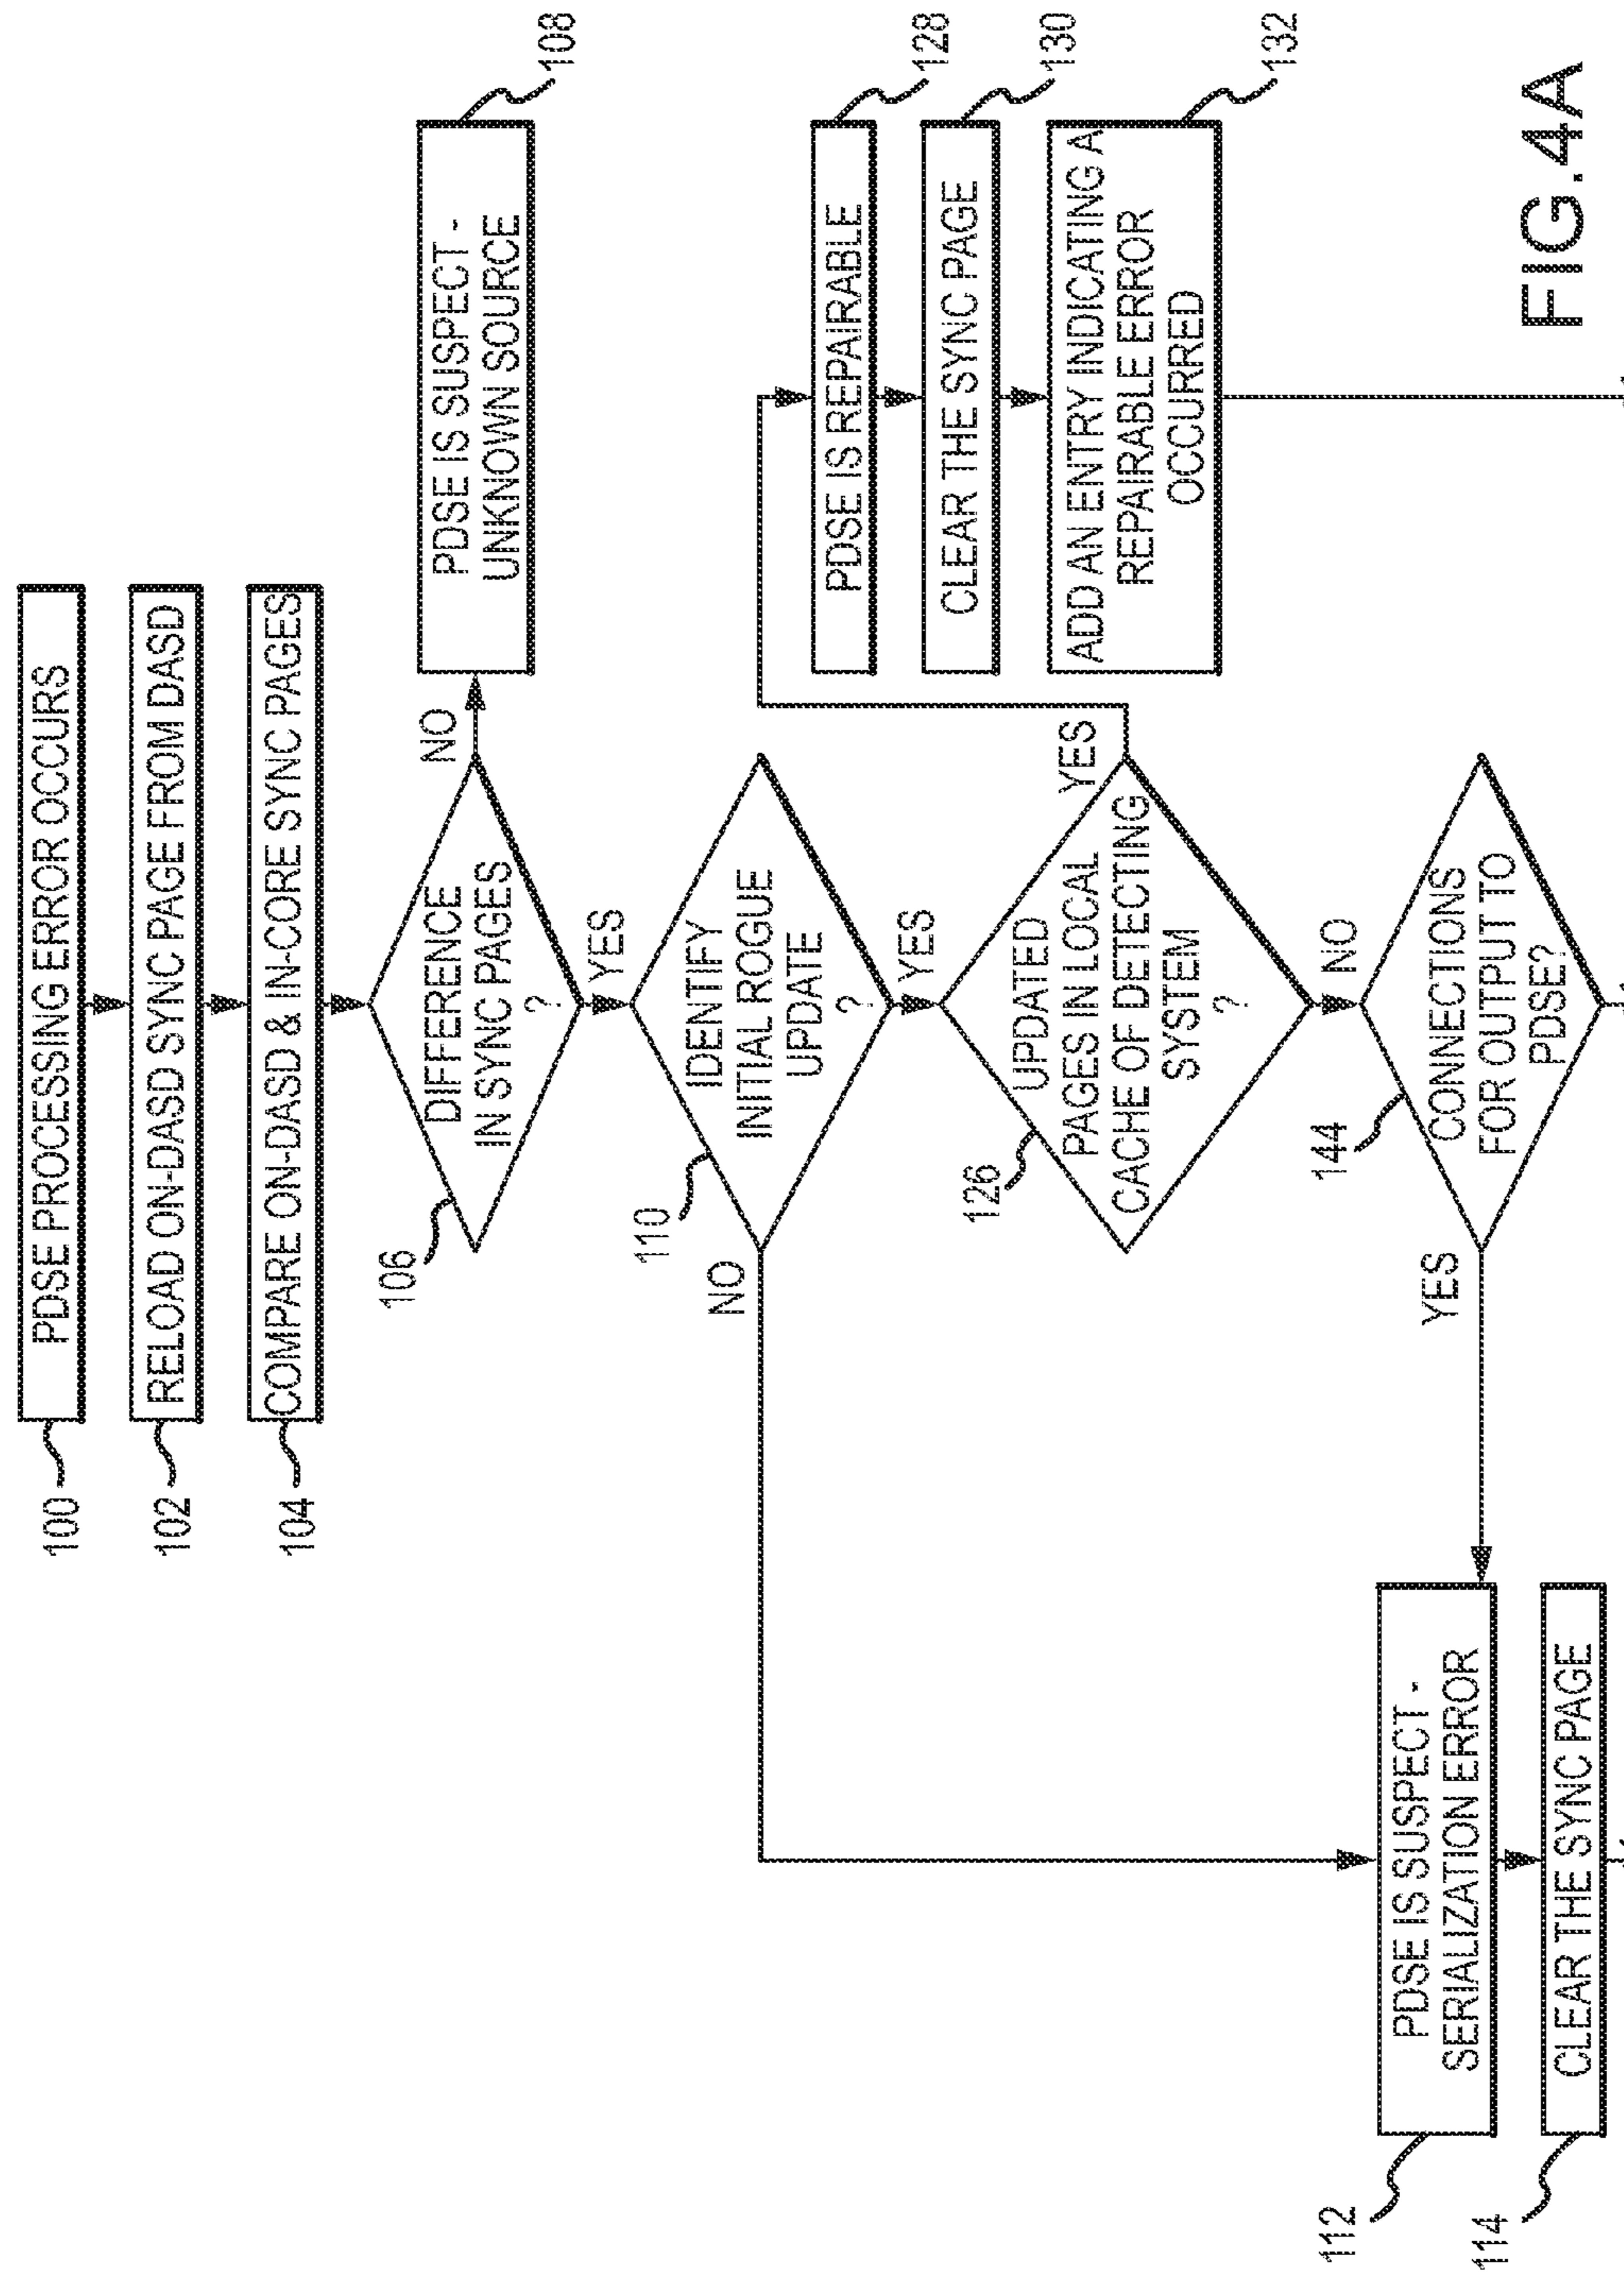 100
PDSE PROCESSING ERROR OCCURS
102
RELOAD ON-DASD SYNC PAGE FROM DASD
104
COMPARE ON-DASD & IN-CORE SYNC PAGES
106
DIFFERENCE
IN SYNC PAGES
?
NO
PDSE IS SUSPECT -
UNKNOWN SOURCE
108
YES
110
IDENTIFY
INITIAL ROGUE
UPDATE
?
NO
YES
126
UPDATED
PAGES IN LOCAL
CACHE OF DETECTING
SYSTEM
?
YES
PDSE IS REPAIRABLE
128
CLEAR THE SYNC PAGE
130
ADD AN ENTRY INDICATING A
REPAIRABLE ERROR
OCCURRED
132
NO
144
CONNECTIONS
FOR OUTPUT TO
PDSE?
YES
112
PDSE IS SUSPECT -
SERIALIZATION ERROR
114
CLEAR THE SYNC PAGE
FIG.4A